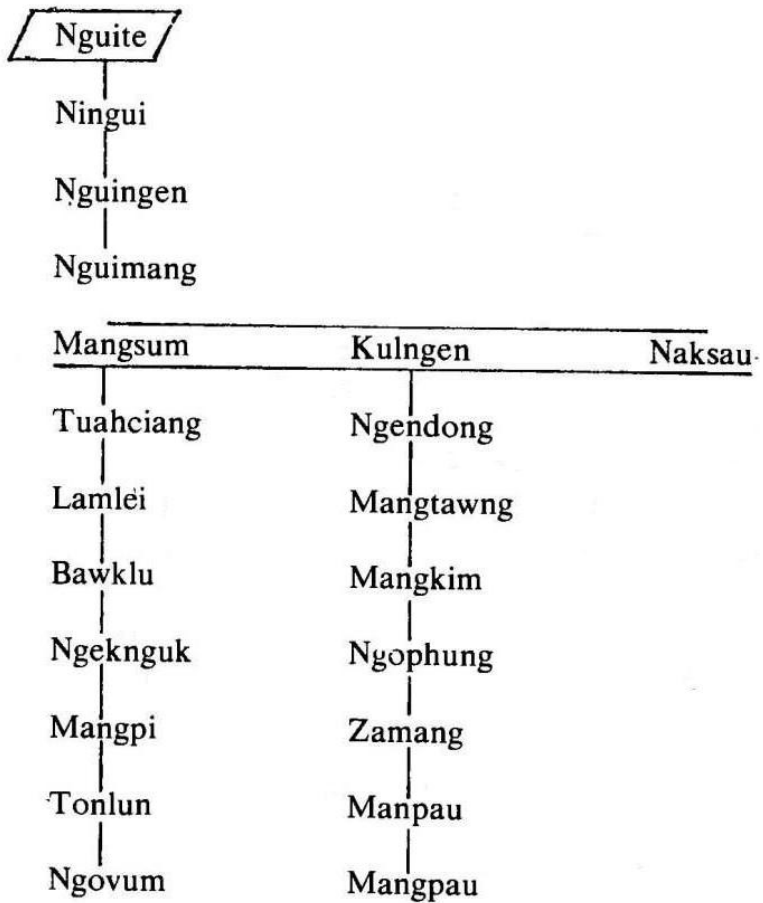 Nguite
Ningui
Nguingen
Nguimang
Mangsum Kulngen Naksau
Tuahciang Ngendong
Lamlei Mangtawng
Bawklu Mangkim
Ngeknguk Ngophung
Mangpi Zamang
Tonlun Manpau
Ngovum Mangpau